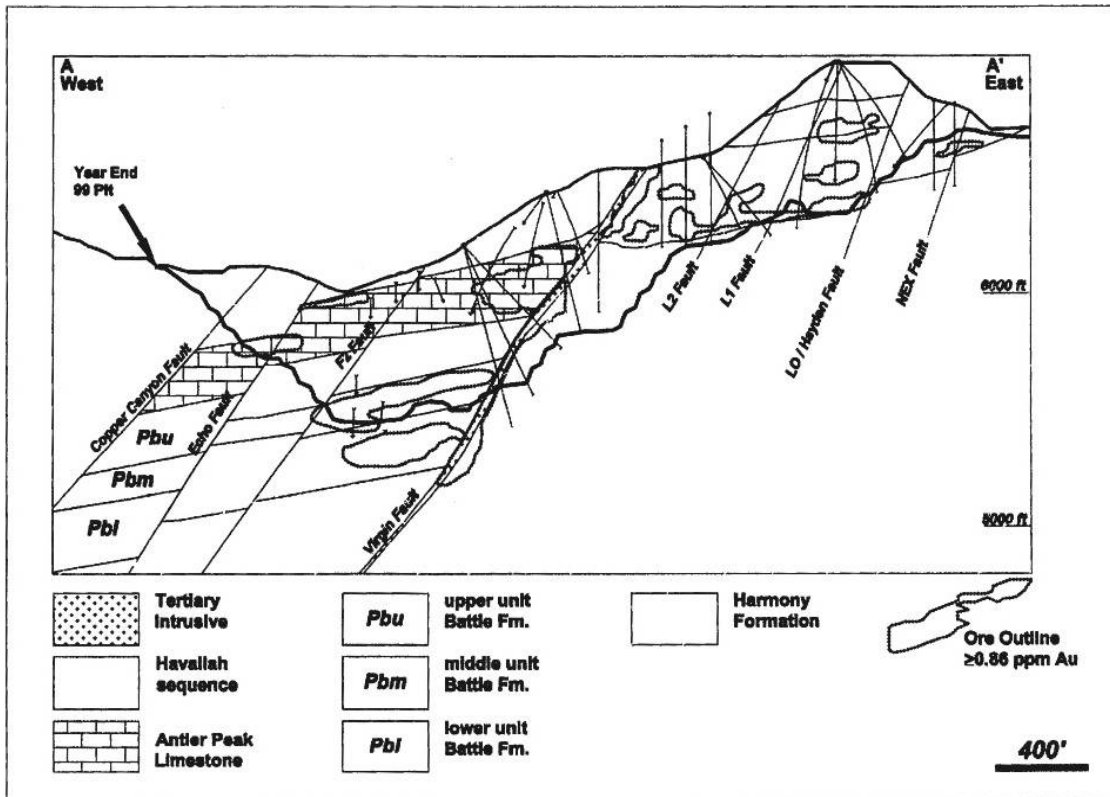 A
West
A'
East
Year End
99 Pit
L2 Fault
L1 Fault
LO / Hayden Fault
NEX Fault
6000 ft
Copper Canyon Fault
Echo Fault
Virgin Fault
Pbu
Pbm
Pbl
5000 ft
Tertiary
Intrusive
Havallah
sequence
Antler Peak
Limestone
Pbu
upper unit
Battle Fm.
Pbm
middle unit
Battle Fm.
Pbl
lower unit
Battle Fm.
Harmony
Formation
Ore Outline
≥0.86 ppm Au
400'